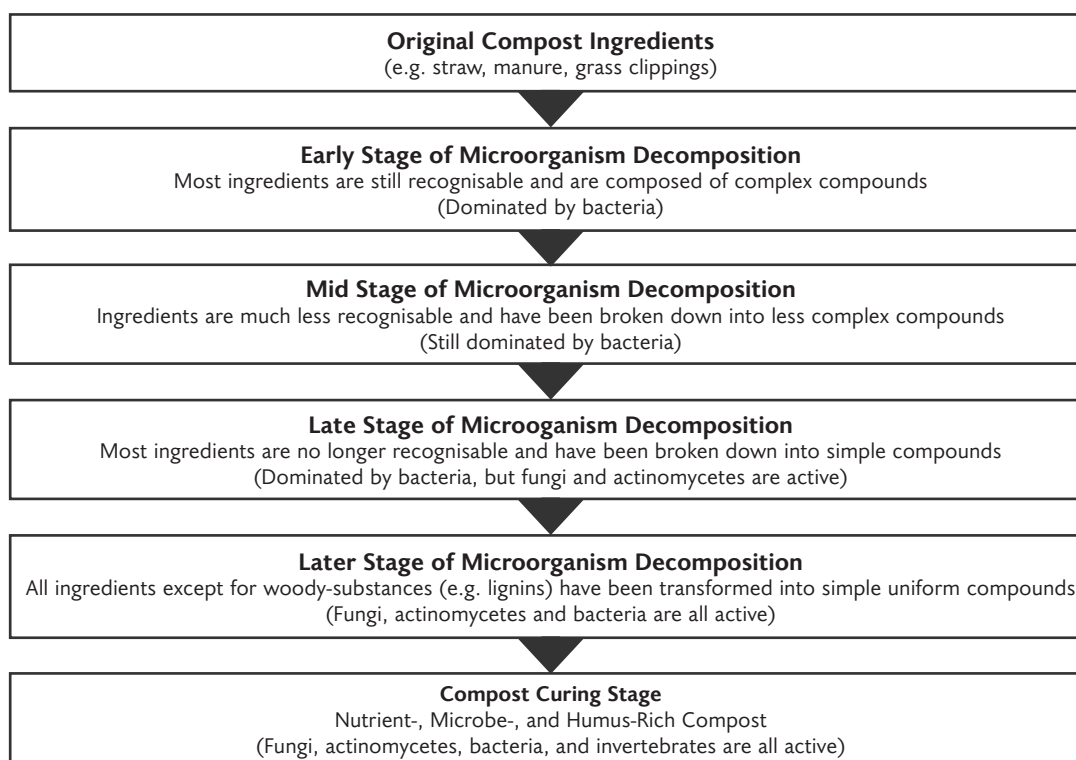 Original Compost Ingredients
(e.g. straw, manure, grass clippings)
Early Stage of Microorganism Decomposition
Most ingredients are still recognisable and are composed of complex compounds
(Dominated by bacteria)
Mid Stage of Microorganism Decomposition
Ingredients are much less recognisable and have been broken down into less complex compounds
(Still dominated by bacteria)
Late Stage of Microoganism Decomposition
Most ingredients are no longer recognisable and have been broken down into simple compounds
(Dominated by bacteria, but fungi and actinomycetes are active)
Later Stage of Microorganism Decomposition
All ingredients except for woody-substances (e.g. lignins) have been transformed into simple uniform compounds
(Fungi, actinomycetes and bacteria are all active)
Compost Curing Stage
Nutrient-, Microbe-, and Humus-Rich Compost
(Fungi, actinomycetes, bacteria, and invertebrates are all active)